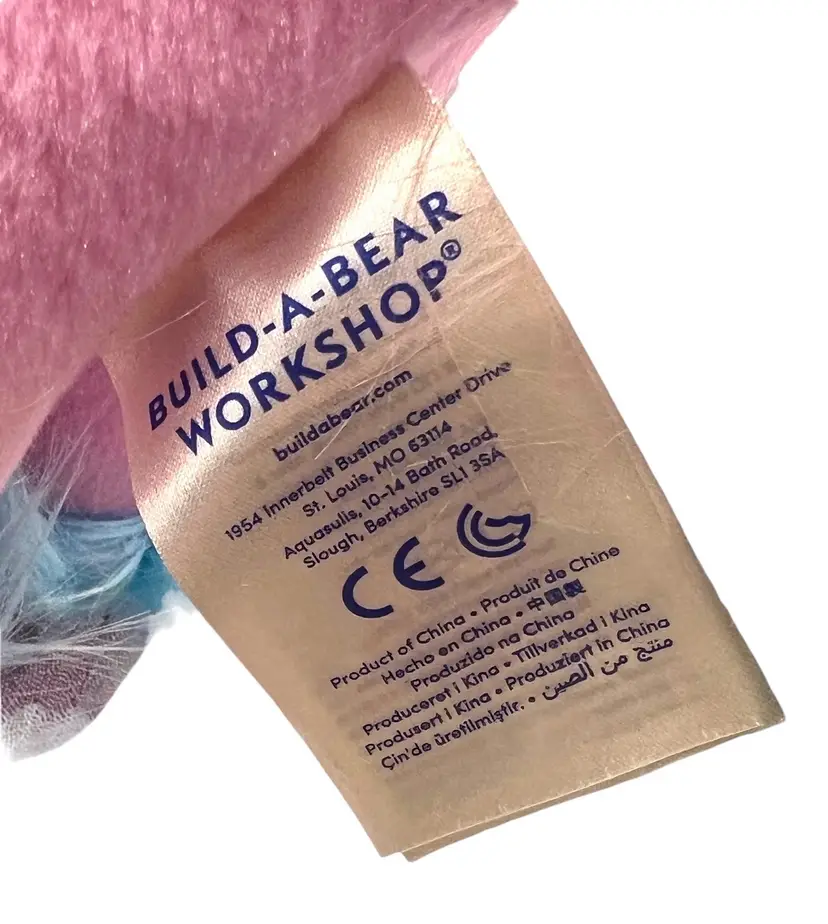 BUILD-A-BEAR
WORKSHOP®
buildabear.com
1954 Innerbelt Business Center Drive
St. Louis, MO 63114
Aquasulis, 10-14 Bath Road,
Slough, Berkshire SL1 3SA
CE
Product of China • Produit de Chine
Hecho en China • 中國製
Produzido na China
Produceret i Kina • Tillverkad i Kina
Produsert i Kina • Produziert in China
Çin'de üretilmiştir. • منتج من الصين